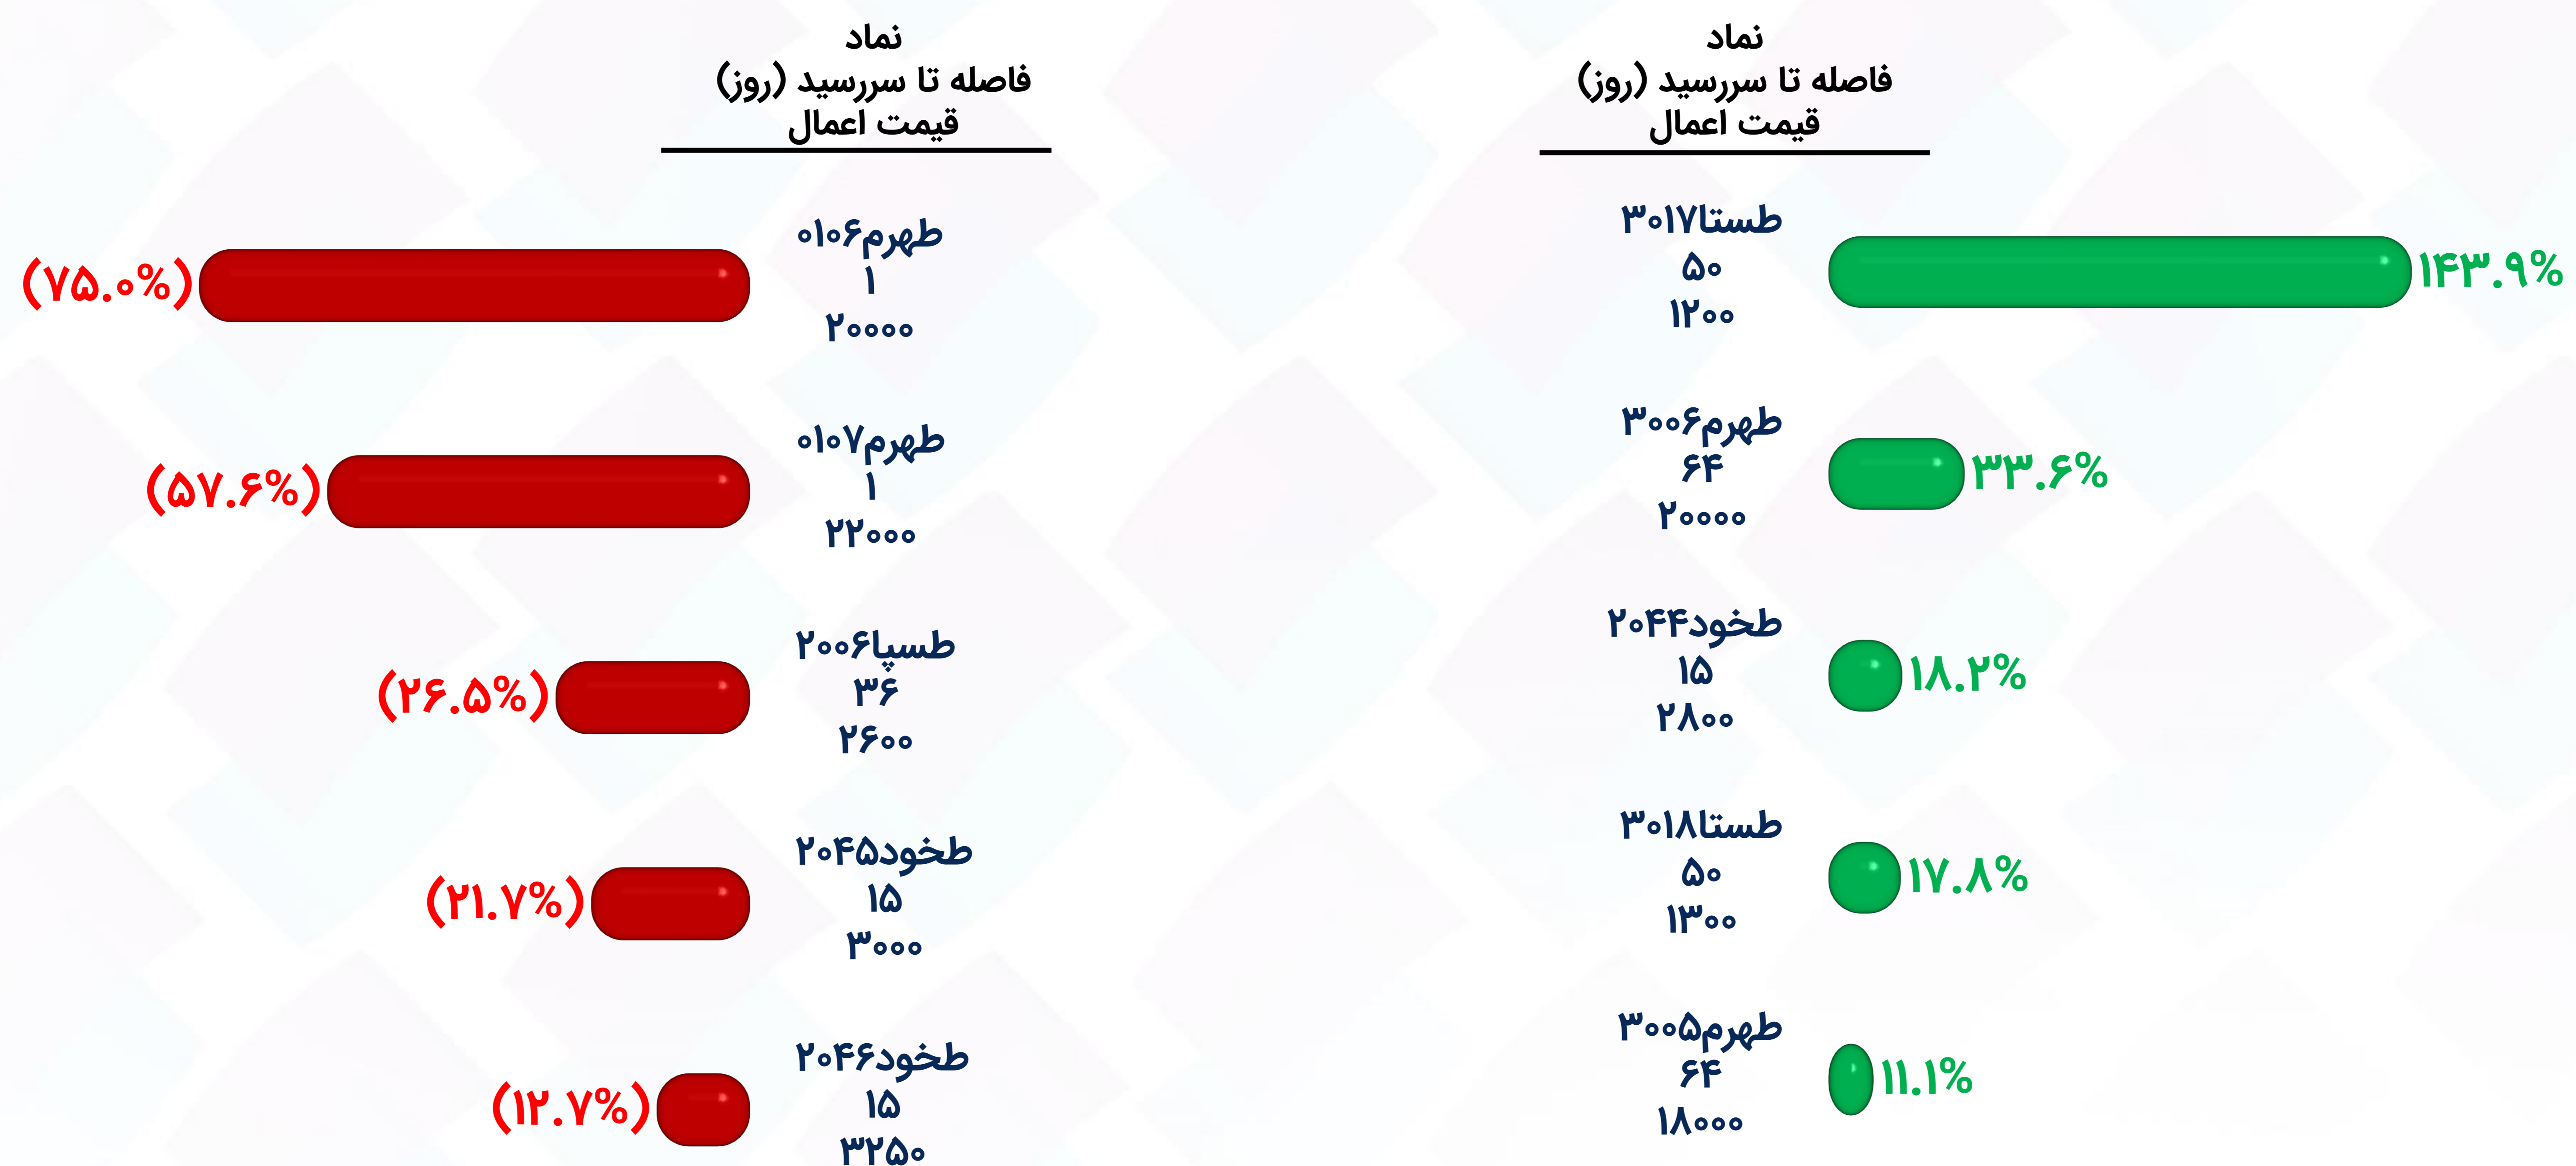 نماد
فاصله تا سررسید (روز)
قیمت اعمال
طستا۳۰۱۷
۵۰
۱۲۰۰
۱۴۳.۹%
طهرم۳۰۰۶
۶۴
۲۰۰۰۰
۳۳.۶%
طخود۲۰۴۴
۱۵
۲۸۰۰
۱۸.۲%
طستا۳۰۱۸
۵۰
۱۳۰۰
۱۷.۸%
طهرم۳۰۰۵
۶۴
۱۸۰۰۰
۱۱.۱%
نماد
فاصله تا سررسید (روز)
قیمت اعمال
طهرم۰۱۰۶
۱
۲۰۰۰۰
(۷۵.۰%)
طهرم۰۱۰۷
۱
۲۲۰۰۰
(۵۷.۶%)
طسپا۲۰۰۶
۳۶
۲۶۰۰
(۲۶.۵%)
طخود۲۰۴۵
۱۵
۳۰۰۰
(۲۱.۷%)
طخود۲۰۴۶
۱۵
۳۲۵۰
(۱۲.۷%)